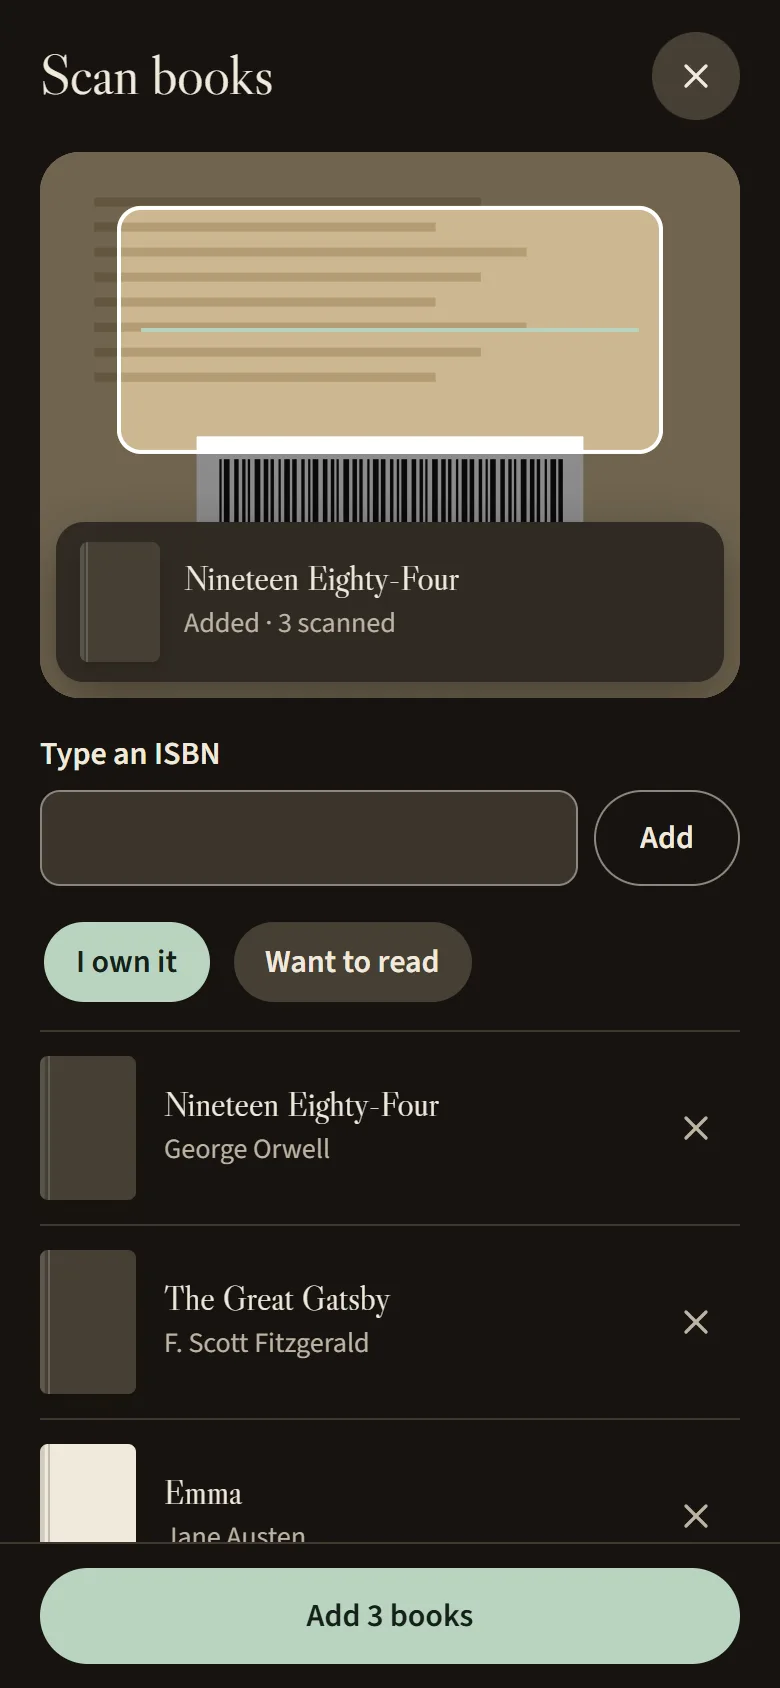 Scan books
Nineteen Eighty-Four
Added · 3 scanned
Type an ISBN
Add
I own it
Want to read
Nineteen Eighty-Four
George Orwell
The Great Gatsby
F. Scott Fitzgerald
Emma
Jane Austen
Add 3 books